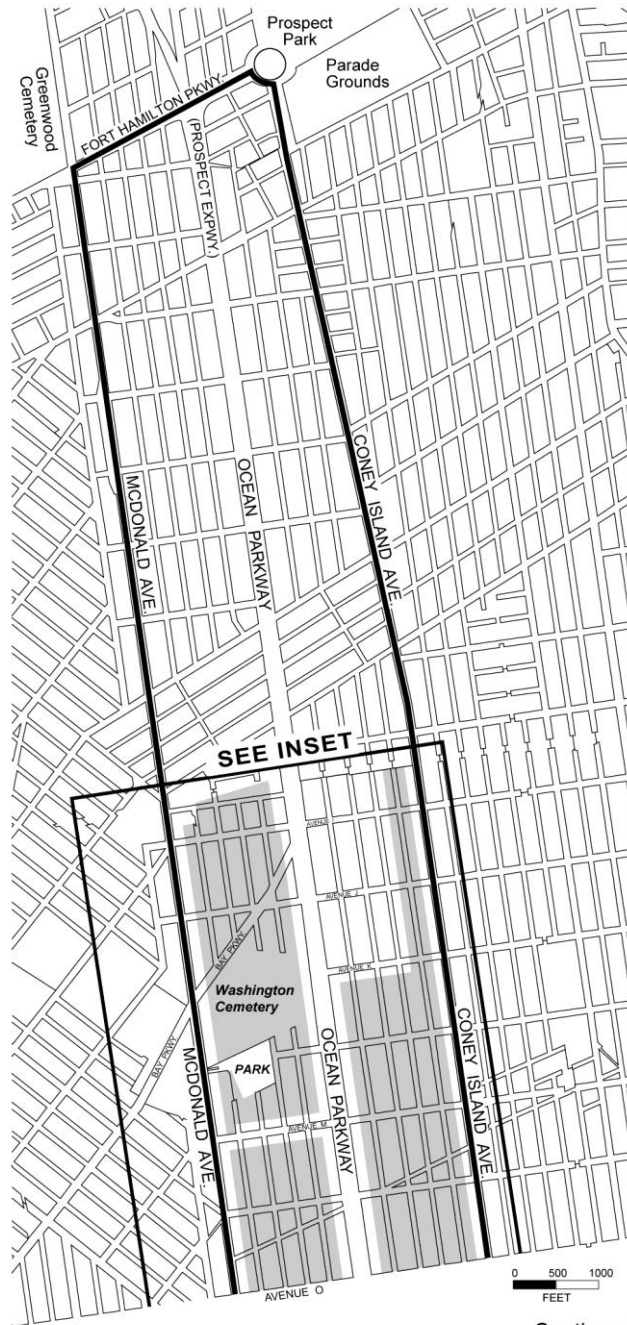 Prospect
Park
Parade
Grounds
Greenwood
Cemetery
FORT HAMILTON PKWY.
(PROSPECT EXPWY.)
MCDONALD AVE.
OCEAN PARKWAY
CONEY ISLAND AVE.
SEE INSET
AVENUE
AVENUE J
BAY PKWY
AVENUE K
Washington
Cemetery
BAY PKWY
PARK
MCDONALD AVE.
OCEAN PARKWAY
CONEY ISLAND AVE.
AVENUE M
AVENUE O
0 500 1000
FEET